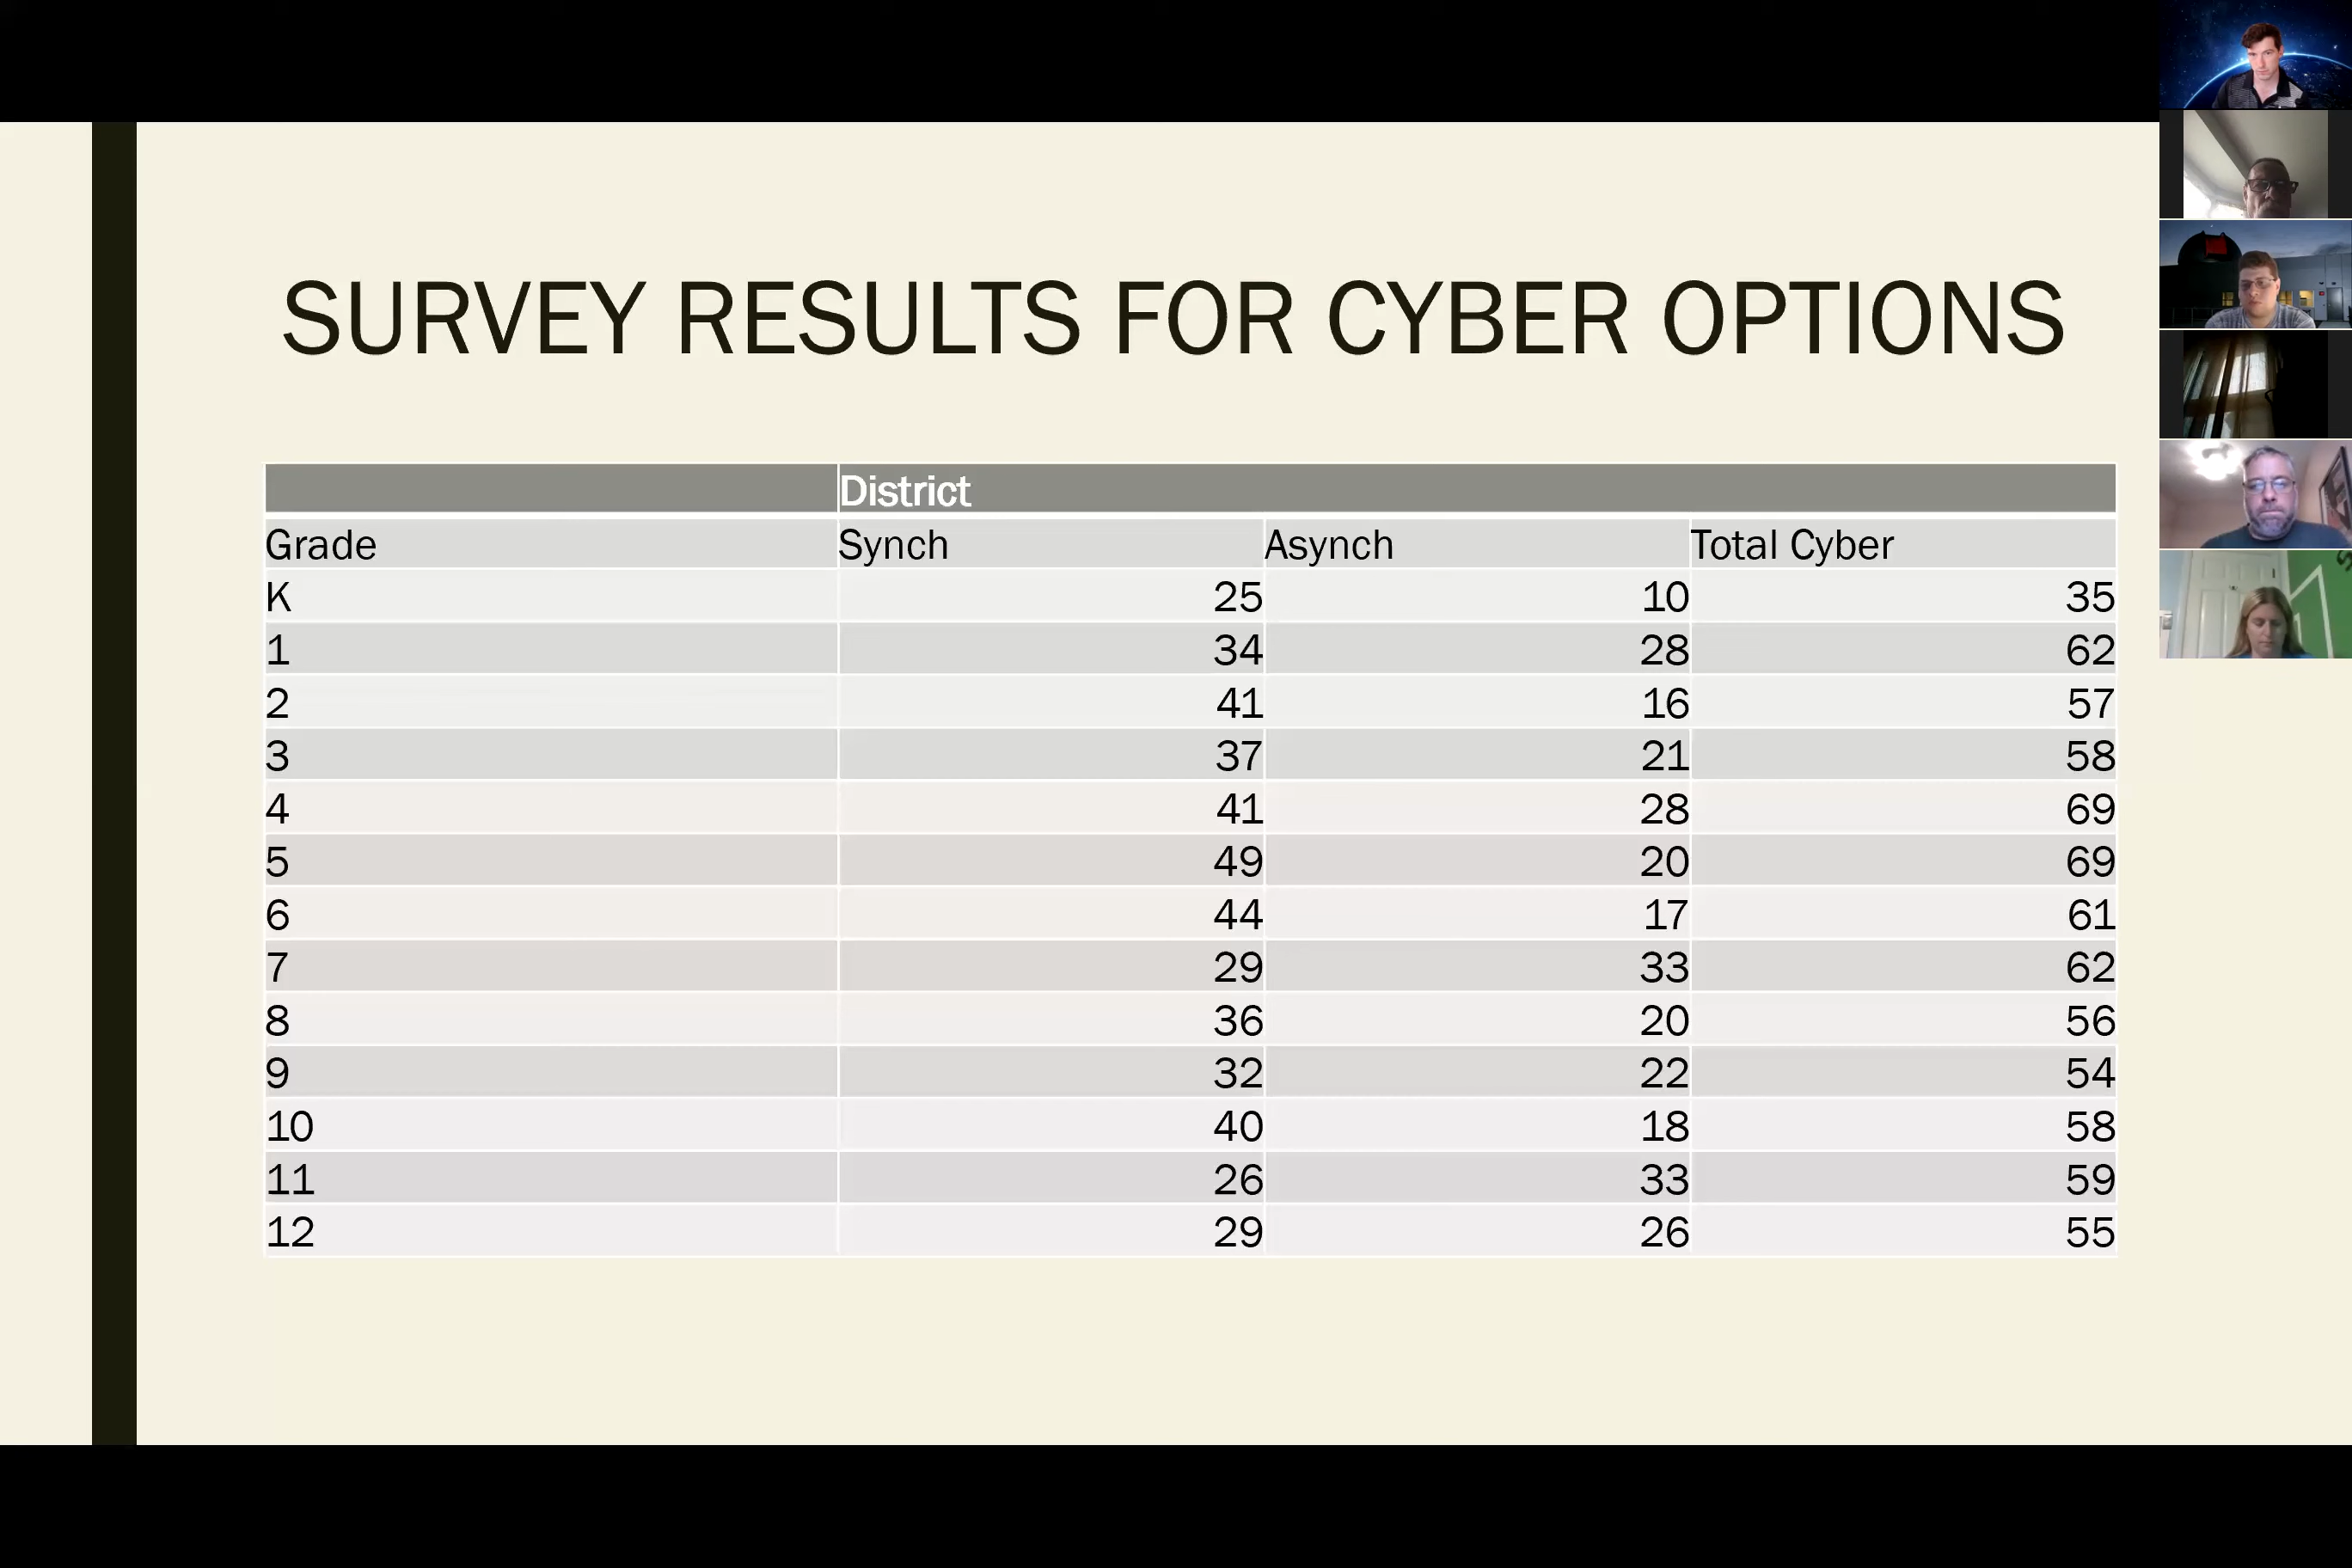 SURVEY RESULTS FOR CYBER OPTIONS
District
Grade Synch Asynch Total Cyber
K 25 10 35
1 34 28 62
2 41 16 57
3 37 21 58
4 41 28 69
5 49 20 69
6 44 17 61
7 29 33 62
8 36 20 56
9 32 22 54
10 40 18 58
11 26 33 59
12 29 26 55